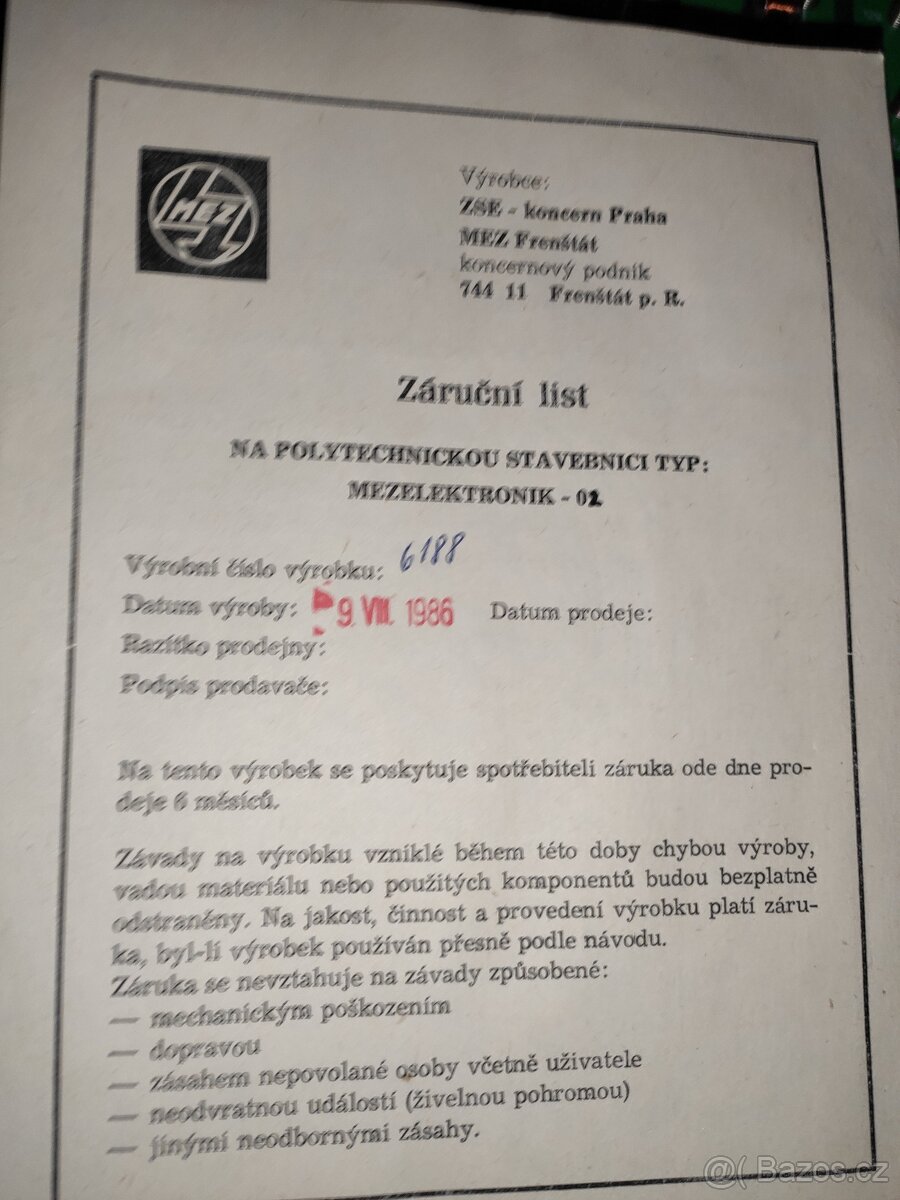 MEZ
Výrobce:
ZSE - koncern Praha
MEZ Frenštát
koncernový podnik
744 11 Frenštát p. R.
Záruční list
NA POLYTECHNICKOU STAVEBNICI TYP:
MEZELEKTRONIK - 02
Výrobní číslo výrobku: 6188
Datum výroby: 9. VIII. 1986 Datum prodeje:
Razítko prodejny:
Podpis prodavače:
Na tento výrobek se poskytuje spotřebiteli záruka ode dne pro-
deje 6 měsíců.
Závady na výrobku vzniklé během této doby chybou výroby,
vadou materiálu nebo použitých komponentů budou bezplatně
odstraněny. Na jakost, činnost a provedení výrobku platí záru-
ka, byl-li výrobek používán přesně podle návodu.
Záruka se nevztahuje na závady způsobené:
— mechanickým poškozením
— dopravou
— zásahem nepovolané osoby včetně uživatele
— neodvratnou událostí (živelnou pohromou)
— jinými neodbornými zásahy.
@( Bazos.cz